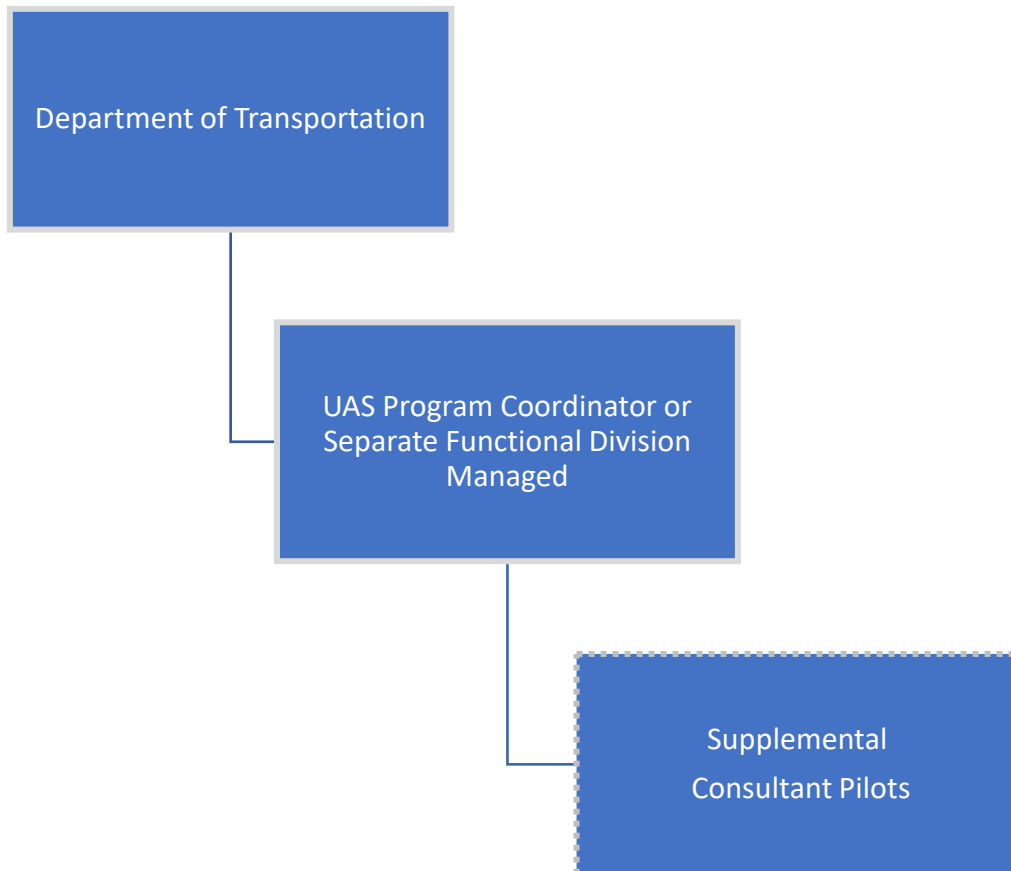 Department of Transportation
UAS Program Coordinator or
Separate Functional Division
Managed
Supplemental
Consultant Pilots